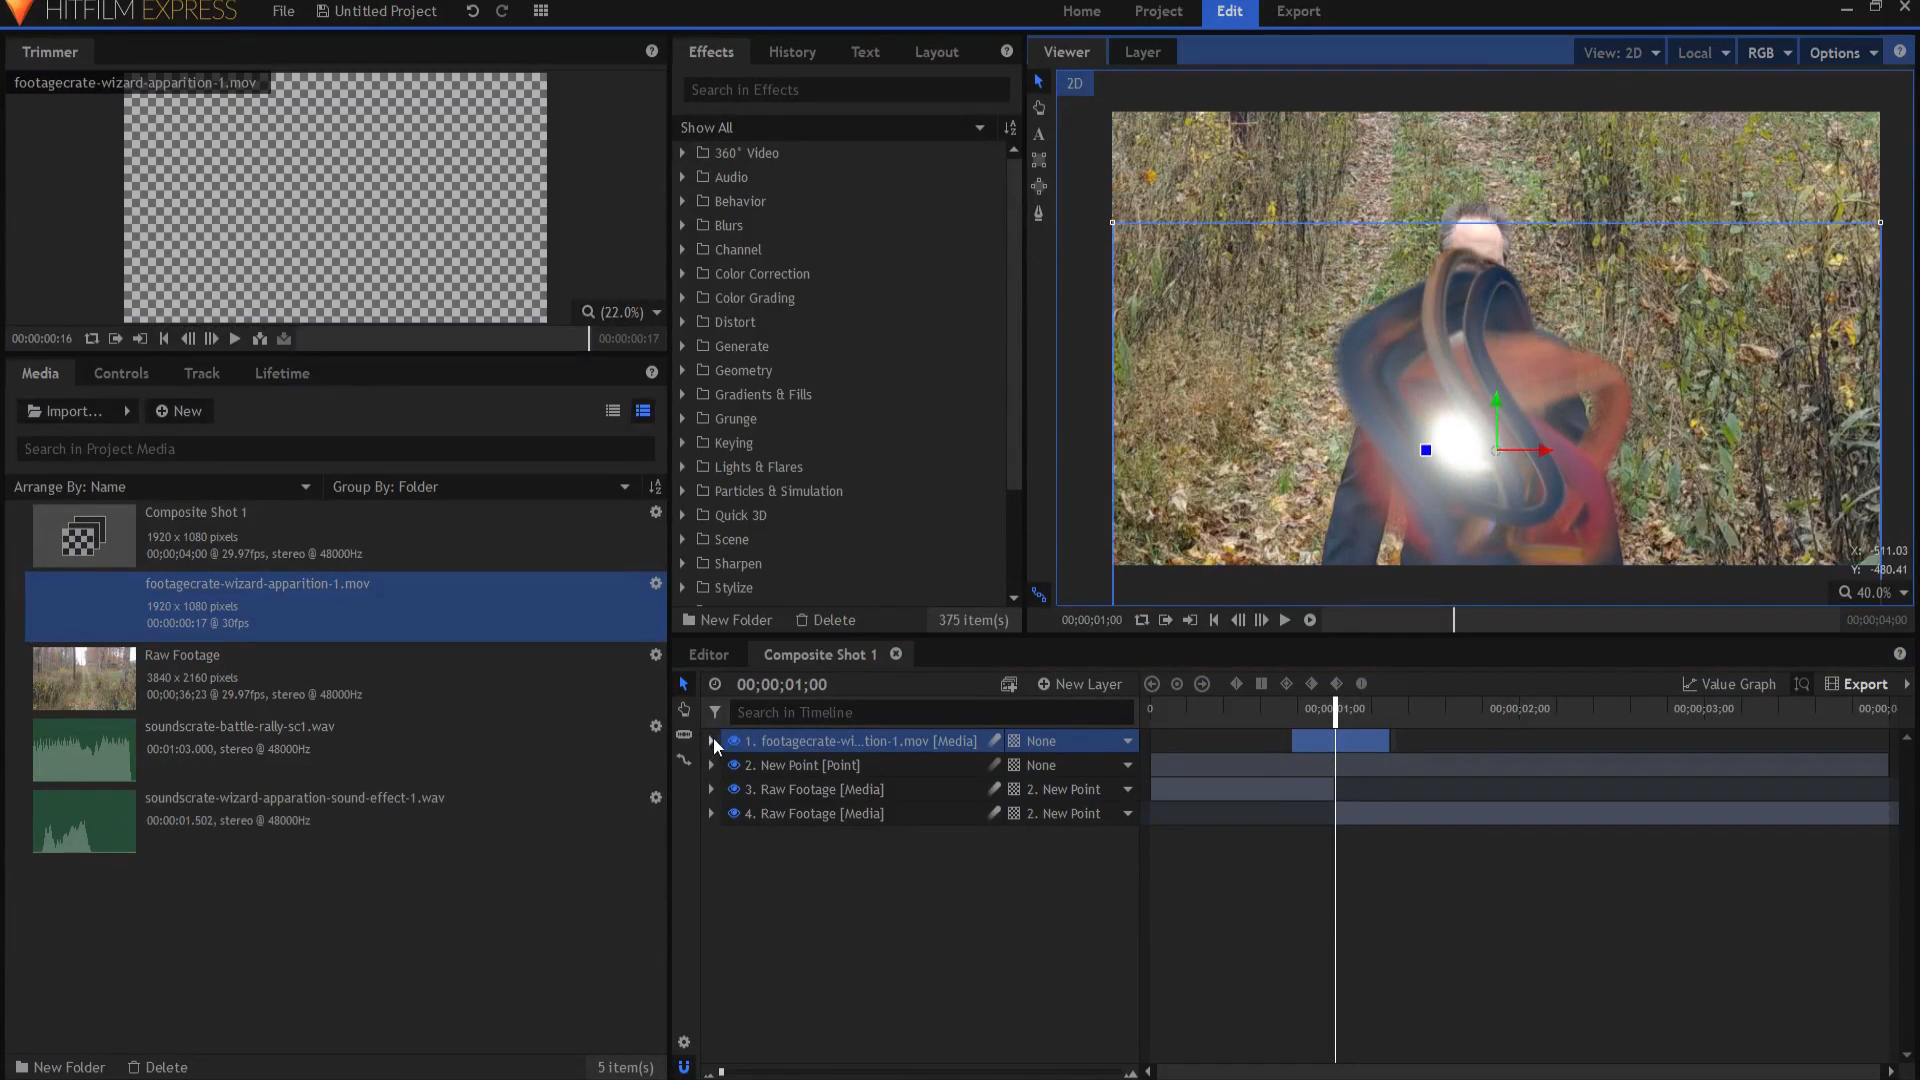 HITFILM EXPRESS
File
Untitled Project
Home
Project
Edit
Export
Trimmer
footagecrate-wizard-apparition-1.mov
(22.0%)
00:00:00:16
00:00:00:17
Media
Controls
Track
Lifetime
Import...
New
Search in Project Media
Arrange By: Name
Group By: Folder
Composite Shot 1
1920 x 1080 pixels
00;00;04;00 @ 29.97fps, stereo @ 48000Hz
footagecrate-wizard-apparition-1.mov
1920 x 1080 pixels
00:00:00:17 @ 30fps
Raw Footage
3840 x 2160 pixels
00;00;36;23 @ 29.97fps, stereo @ 48000Hz
soundscrate-battle-rally-sc1.wav
00:01:03.000, stereo @ 48000Hz
soundscrate-wizard-apparation-sound-effect-1.wav
00:00:01.502, stereo @ 48000Hz
New Folder
Delete
5 item(s)
Effects
History
Text
Layout
Search in Effects
Show All
360° Video
Audio
Behavior
Blurs
Channel
Color Correction
Color Grading
Distort
Generate
Geometry
Gradients & Fills
Grunge
Keying
Lights & Flares
Particles & Simulation
Quick 3D
Scene
Sharpen
Stylize
New Folder
Delete
375 item(s)
Viewer
Layer
View: 2D
Local
RGB
Options
2D
X: -511.03
Y: -480.41
40.0%
00;00;01;00
00;00;04;00
Editor
Composite Shot 1
00;00;01;00
New Layer
Value Graph
Export
Search in Timeline
0
00;00;01;00
00;00;02;00
00;00;03;00
00;00;0
1. footagecrate-wi...tion-1.mov [Media]
None
2. New Point [Point]
None
3. Raw Footage [Media]
2. New Point
4. Raw Footage [Media]
2. New Point